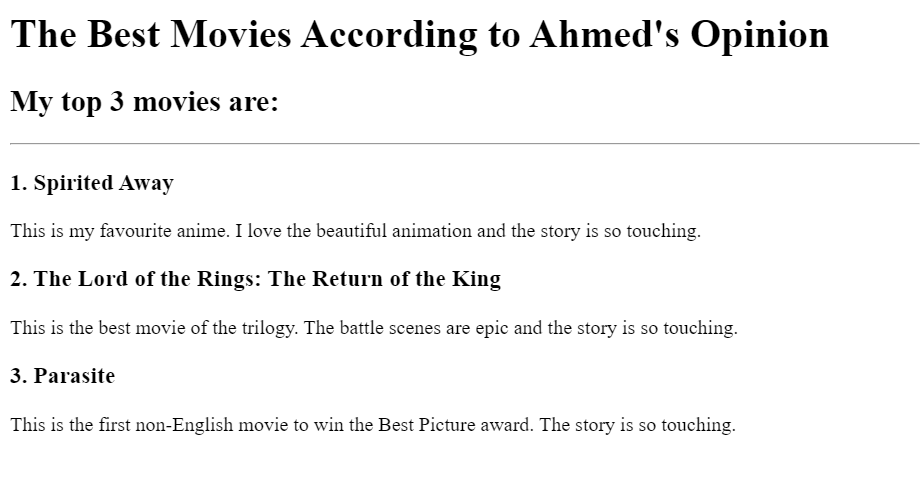 The Best Movies According to Ahmed's Opinion
My top 3 movies are:
1. Spirited Away
This is my favourite anime. I love the beautiful animation and the story is so touching.
2. The Lord of the Rings: The Return of the King
This is the best movie of the trilogy. The battle scenes are epic and the story is so touching.
3. Parasite
This is the first non-English movie to win the Best Picture award. The story is so touching.